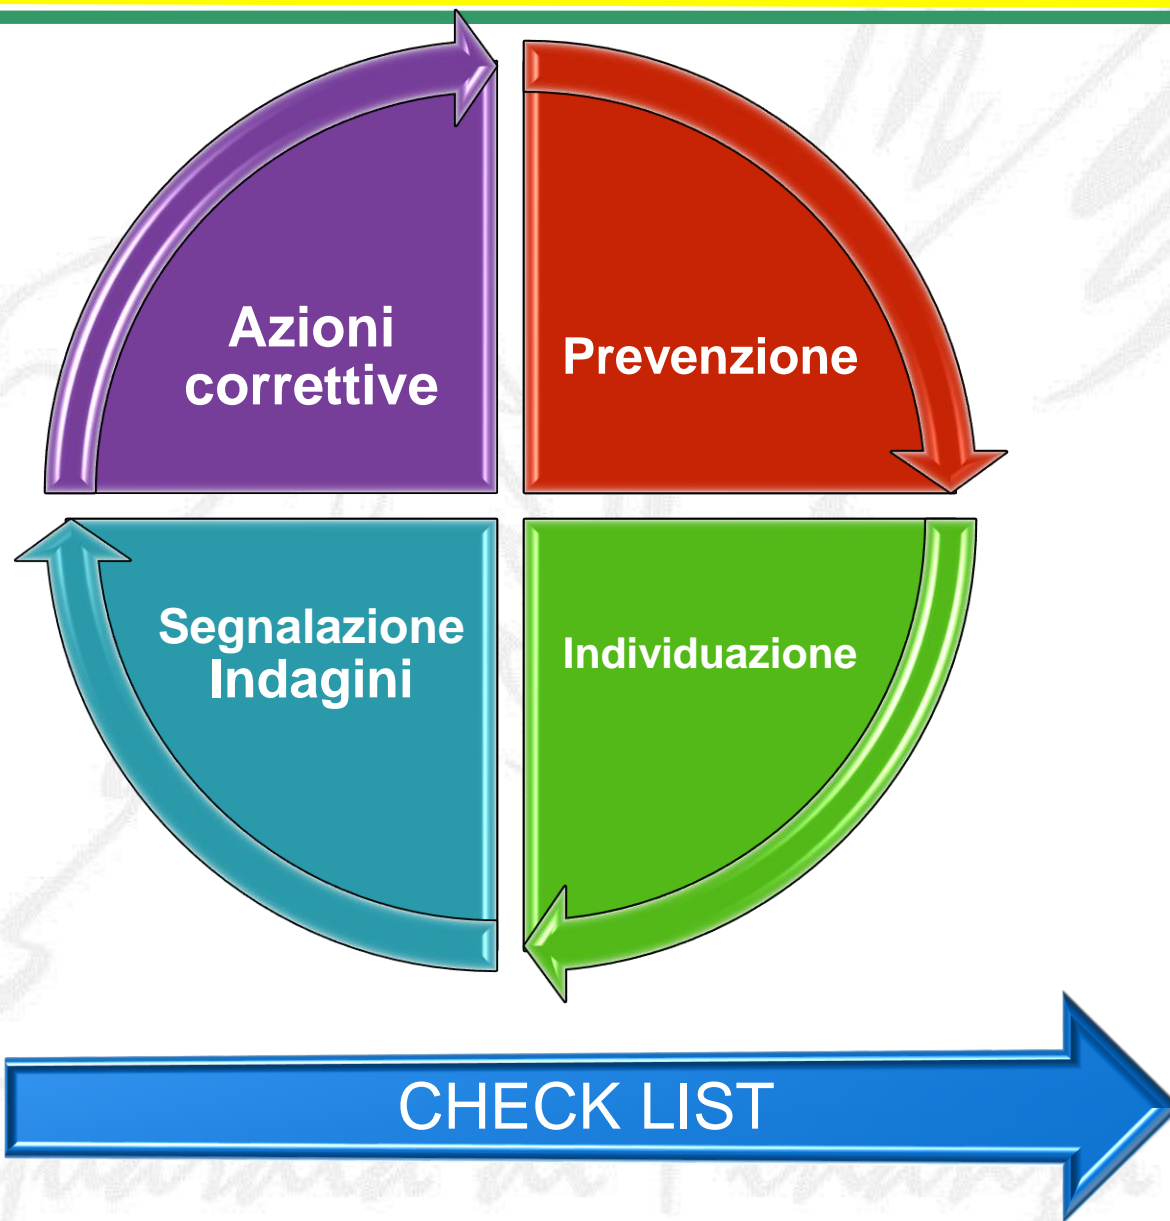 Azioni
correttive
Prevenzione
Segnalazione
Indagini
Individuazione
CHECK LIST